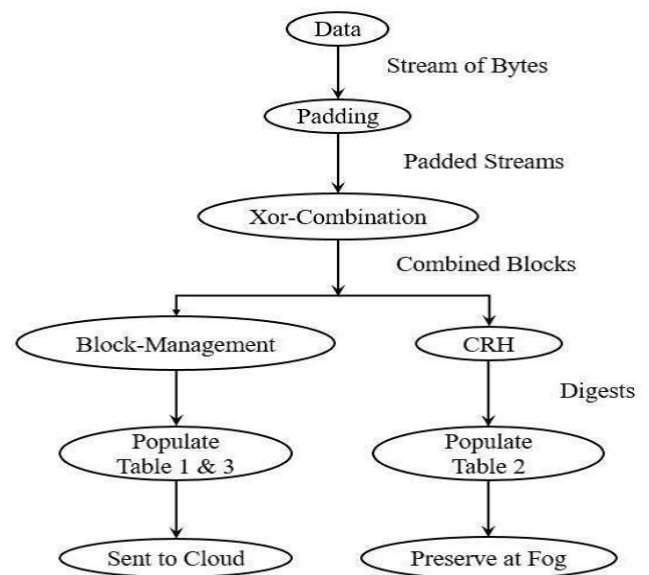 Data
Stream of Bytes
Padding
Padded Streams
Xor-Combination
Combined Blocks
Block-Management
CRH
Digests
Populate
Table 1 & 3
Populate
Table 2
Sent to Cloud
Preserve at Fog